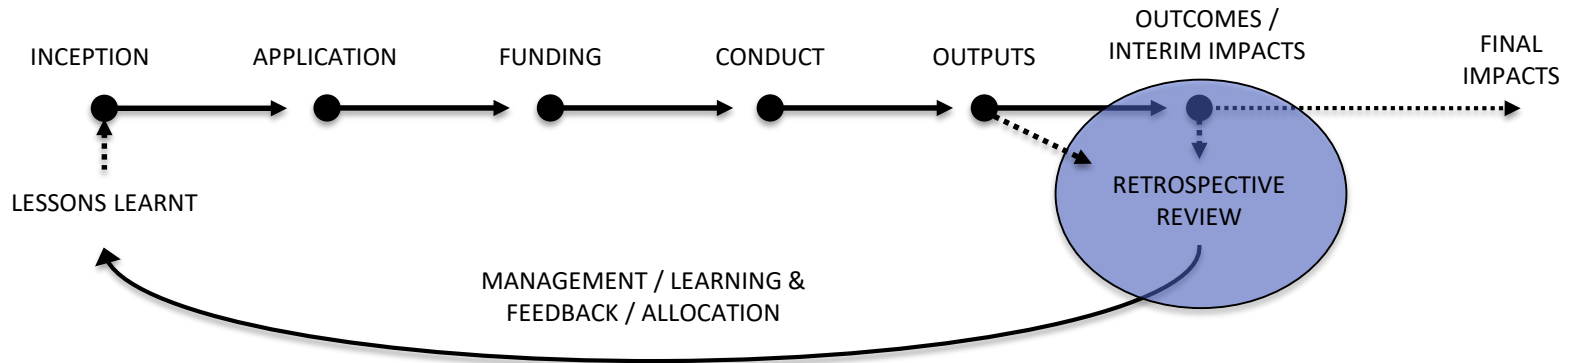 INCEPTION
APPLICATION
FUNDING
CONDUCT
OUTPUTS
OUTCOMES /
INTERIM IMPACTS
FINAL
IMPACTS
LESSONS LEARNT
RETROSPECTIVE
REVIEW
MANAGEMENT / LEARNING &
FEEDBACK / ALLOCATION